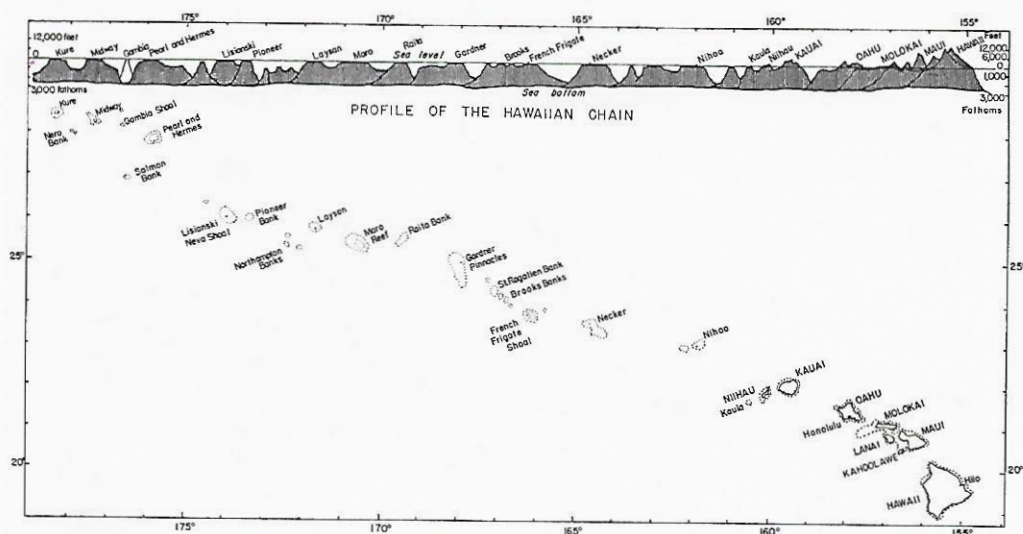 175° 170° 165° 160° 155°
12,000 feet
0
3,000 fathoms
Kure Midway Gambia Pearl and Hermes Lisianski Pioneer Laysan Maro Raita Gardner Brooks French Frigate Necker Nihoa Kaula Niihau KAUAI OAHU MOLOKAI MAUI HAWAII
Sea level
Sea bottom
Feet
12,000
6,000
0
1,000
3,000
Fathoms
PROFILE OF THE HAWAIIAN CHAIN
Kure
Midway
Gambia Shoal
Nero
Bank
Pearl and
Hermes
Salmon
Bank
Lisianski
Neva Shoal
Pioneer
Bank
Laysan
Northampton
Banks
Maro
Reef
Raita Bank
Gardner
Pinnacles
St.Rogatien Bank
Brooks Banks
French
Frigate
Shoal
Necker
Nihoa
25°
25°
NIIHAU
Kaula
KAUAI
OAHU
Honolulu
MOLOKAI
LANAI
MAUI
KAHOOLAWE
HAWAII
Hilo
20°
20°
175° 170° 165° 160° 155°